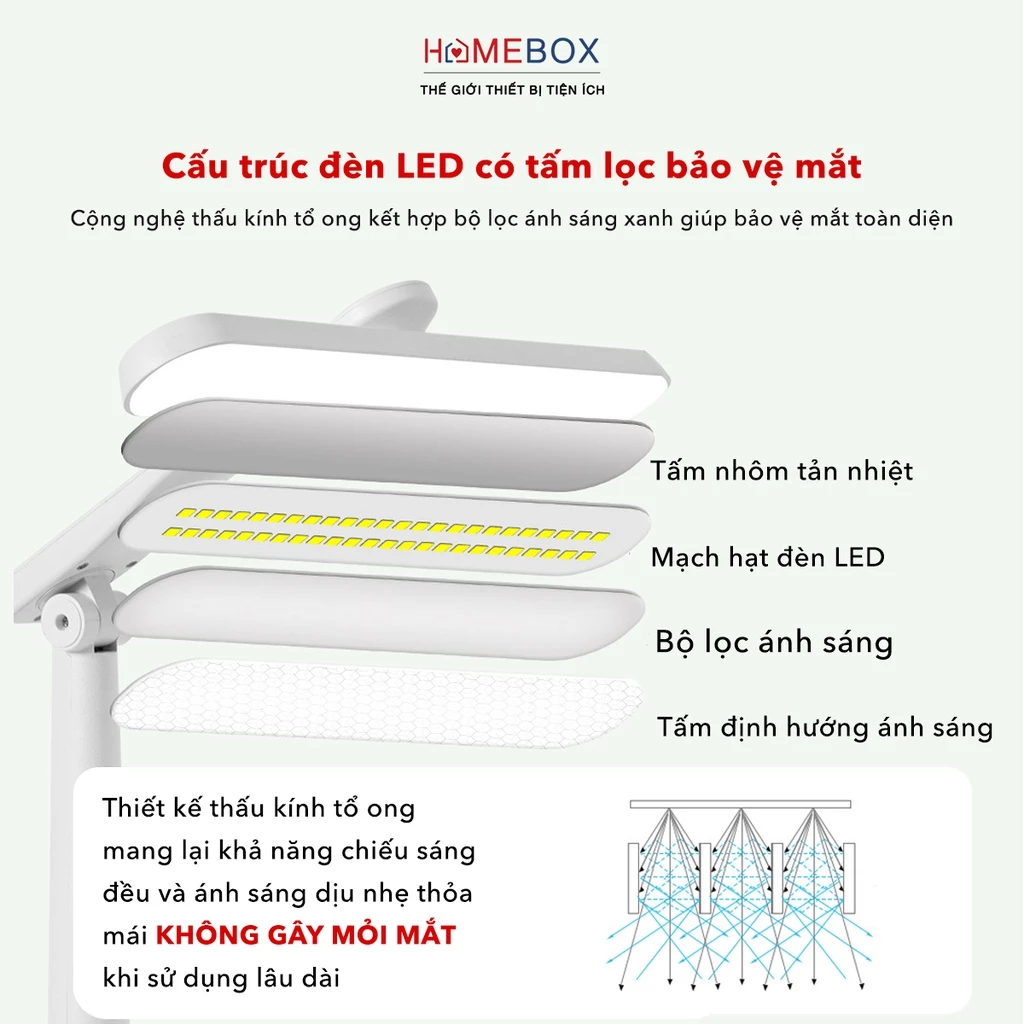 HOMEBOX
THẾ GIỚI THIẾT BỊ TIỆN ÍCH
Cấu trúc đèn LED có tấm lọc bảo vệ mắt
Cộng nghệ thấu kính tổ ong kết hợp bộ lọc ánh sáng xanh giúp bảo vệ mắt toàn diện
Tấm nhôm tản nhiệt
Mạch hạt đèn LED
Bộ lọc ánh sáng
Tấm định hướng ánh sáng
Thiết kế thấu kính tổ ong
mang lại khả năng chiếu sáng
đều và ánh sáng dịu nhẹ thỏa
mái KHÔNG GÂY MỎI MẮT
khi sử dụng lâu dài